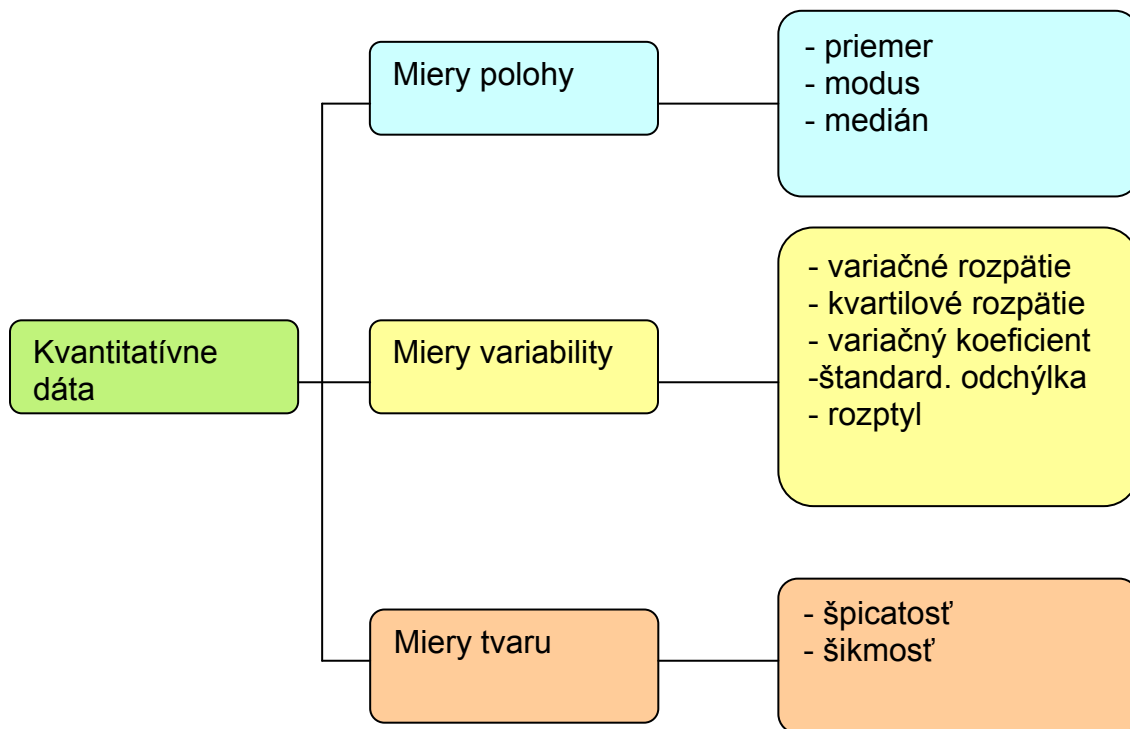 Miery polohy
- priemer
- modus
- medián
Kvantitatívne
dáta
Miery variability
- variačné rozpätie
- kvartilové rozpätie
- variačný koeficient
-štandard. odchýlka
- rozptyl
Miery tvaru
- špicatosť
- šikmosť